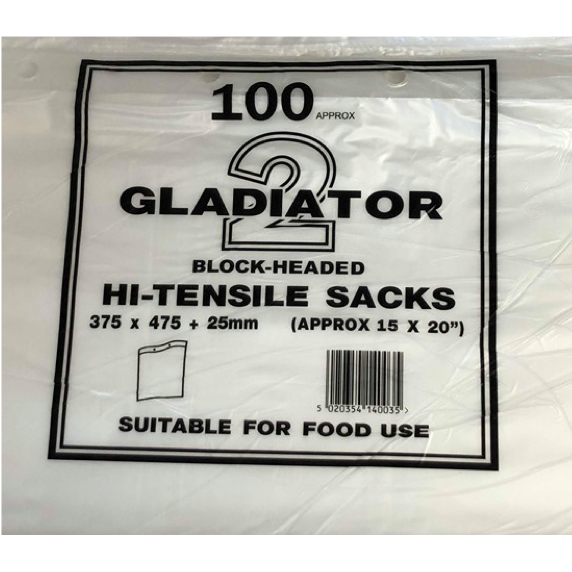 100 APPROX
2
GLADIATOR
BLOCK-HEADED
HI-TENSILE SACKS
375 x 475 + 25mm (APPROX 15 X 20”)
5 020354 140035 >
SUITABLE FOR FOOD USE